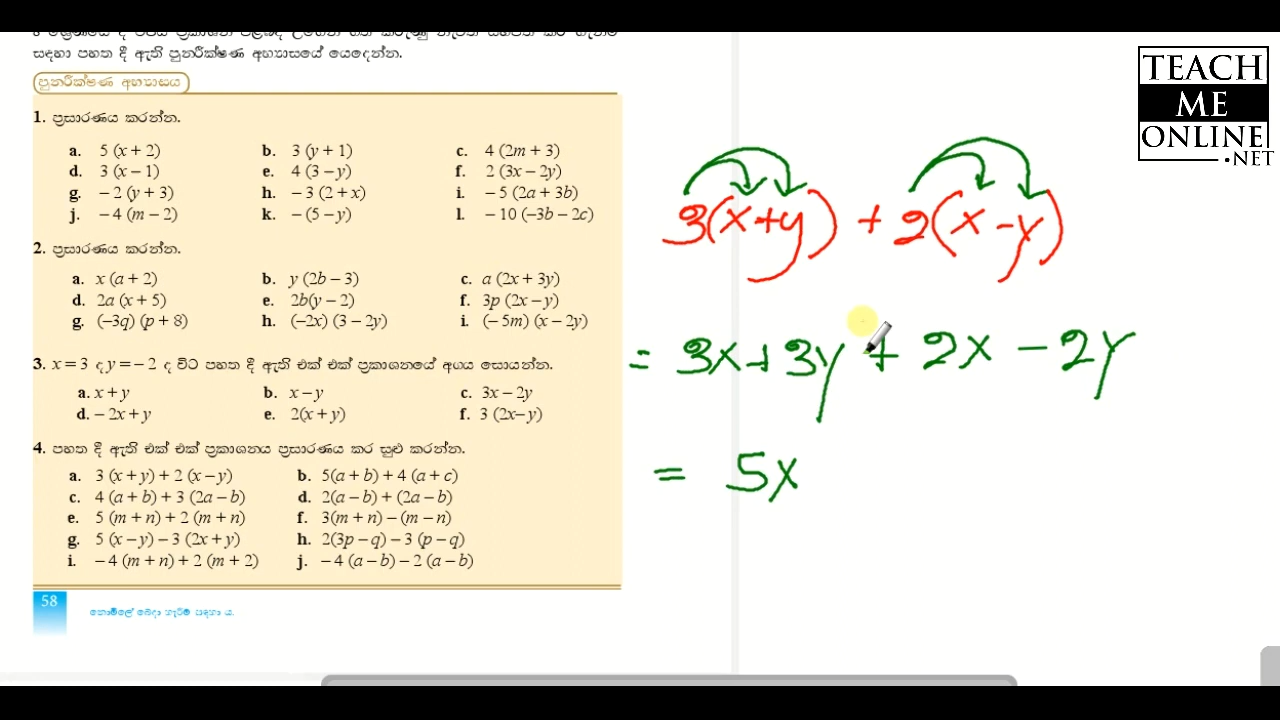 සඳහා පහත දී ඇති පුනරීක්ෂණ අභ්‍යාසයේ යෙදෙන්න.
පුනරීක්ෂණ අභ්‍යාසය
1. ප්‍රසාරණය කරන්න.
a. 5 (x + 2) b. 3 (y + 1) c. 4 (2m + 3)
d. 3 (x – 1) e. 4 (3 – y) f. 2 (3x – 2y)
g. – 2 (y + 3) h. – 3 (2 + x) i. – 5 (2a + 3b)
j. – 4 (m – 2) k. – (5 – y) l. – 10 (–3b – 2c)
2. ප්‍රසාරණය කරන්න.
a. x (a + 2) b. y (2b – 3) c. a (2x + 3y)
d. 2a (x + 5) e. 2b(y – 2) f. 3p (2x – y)
g. (–3q) (p + 8) h. (–2x) (3 – 2y) i. (– 5m) (x – 2y)
3. x = 3 ද y = – 2 ද විට පහත දී ඇති එක් එක් ප්‍රකාශනයේ අගය සොයන්න.
a. x + y b. x – y c. 3x – 2y
d. – 2x + y e. 2(x + y) f. 3 (2x– y)
4. පහත දී ඇති එක් එක් ප්‍රකාශනය ප්‍රසාරණය කර සුළු කරන්න.
a. 3 (x + y) + 2 (x – y) b. 5(a + b) + 4 (a + c)
c. 4 (a + b) + 3 (2a – b) d. 2(a – b) + (2a – b)
e. 5 (m + n) + 2 (m + n) f. 3(m + n) – (m – n)
g. 5 (x – y) – 3 (2x + y) h. 2(3p – q) – 3 (p – q)
i. – 4 (m + n) + 2 (m + 2) j. – 4 (a – b) – 2 (a – b)
58 නොමිලේ බෙදා හැරීම සඳහා ය.
TEACH
ME
ONLINE
.NET
3(x+y) + 2(x-y)
= 3x+3y + 2x - 2y
= 5x